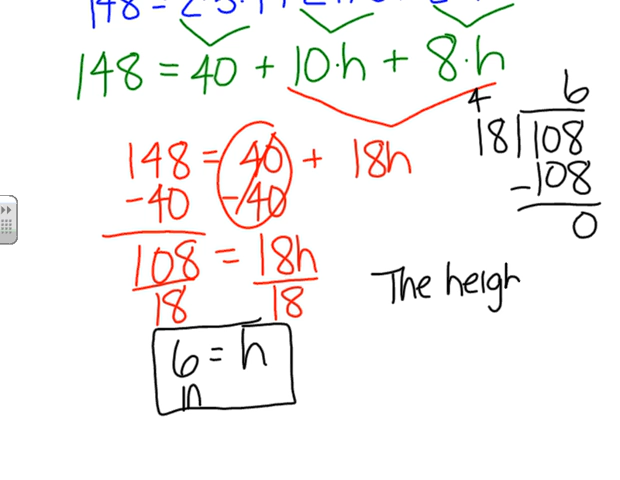 148 = 40 + 10·h + 8·h
148 = 40 + 18h
-40 -40
108 = 18h
18 18
6 = h
in
4
6
18 108
-108
0
The heigh